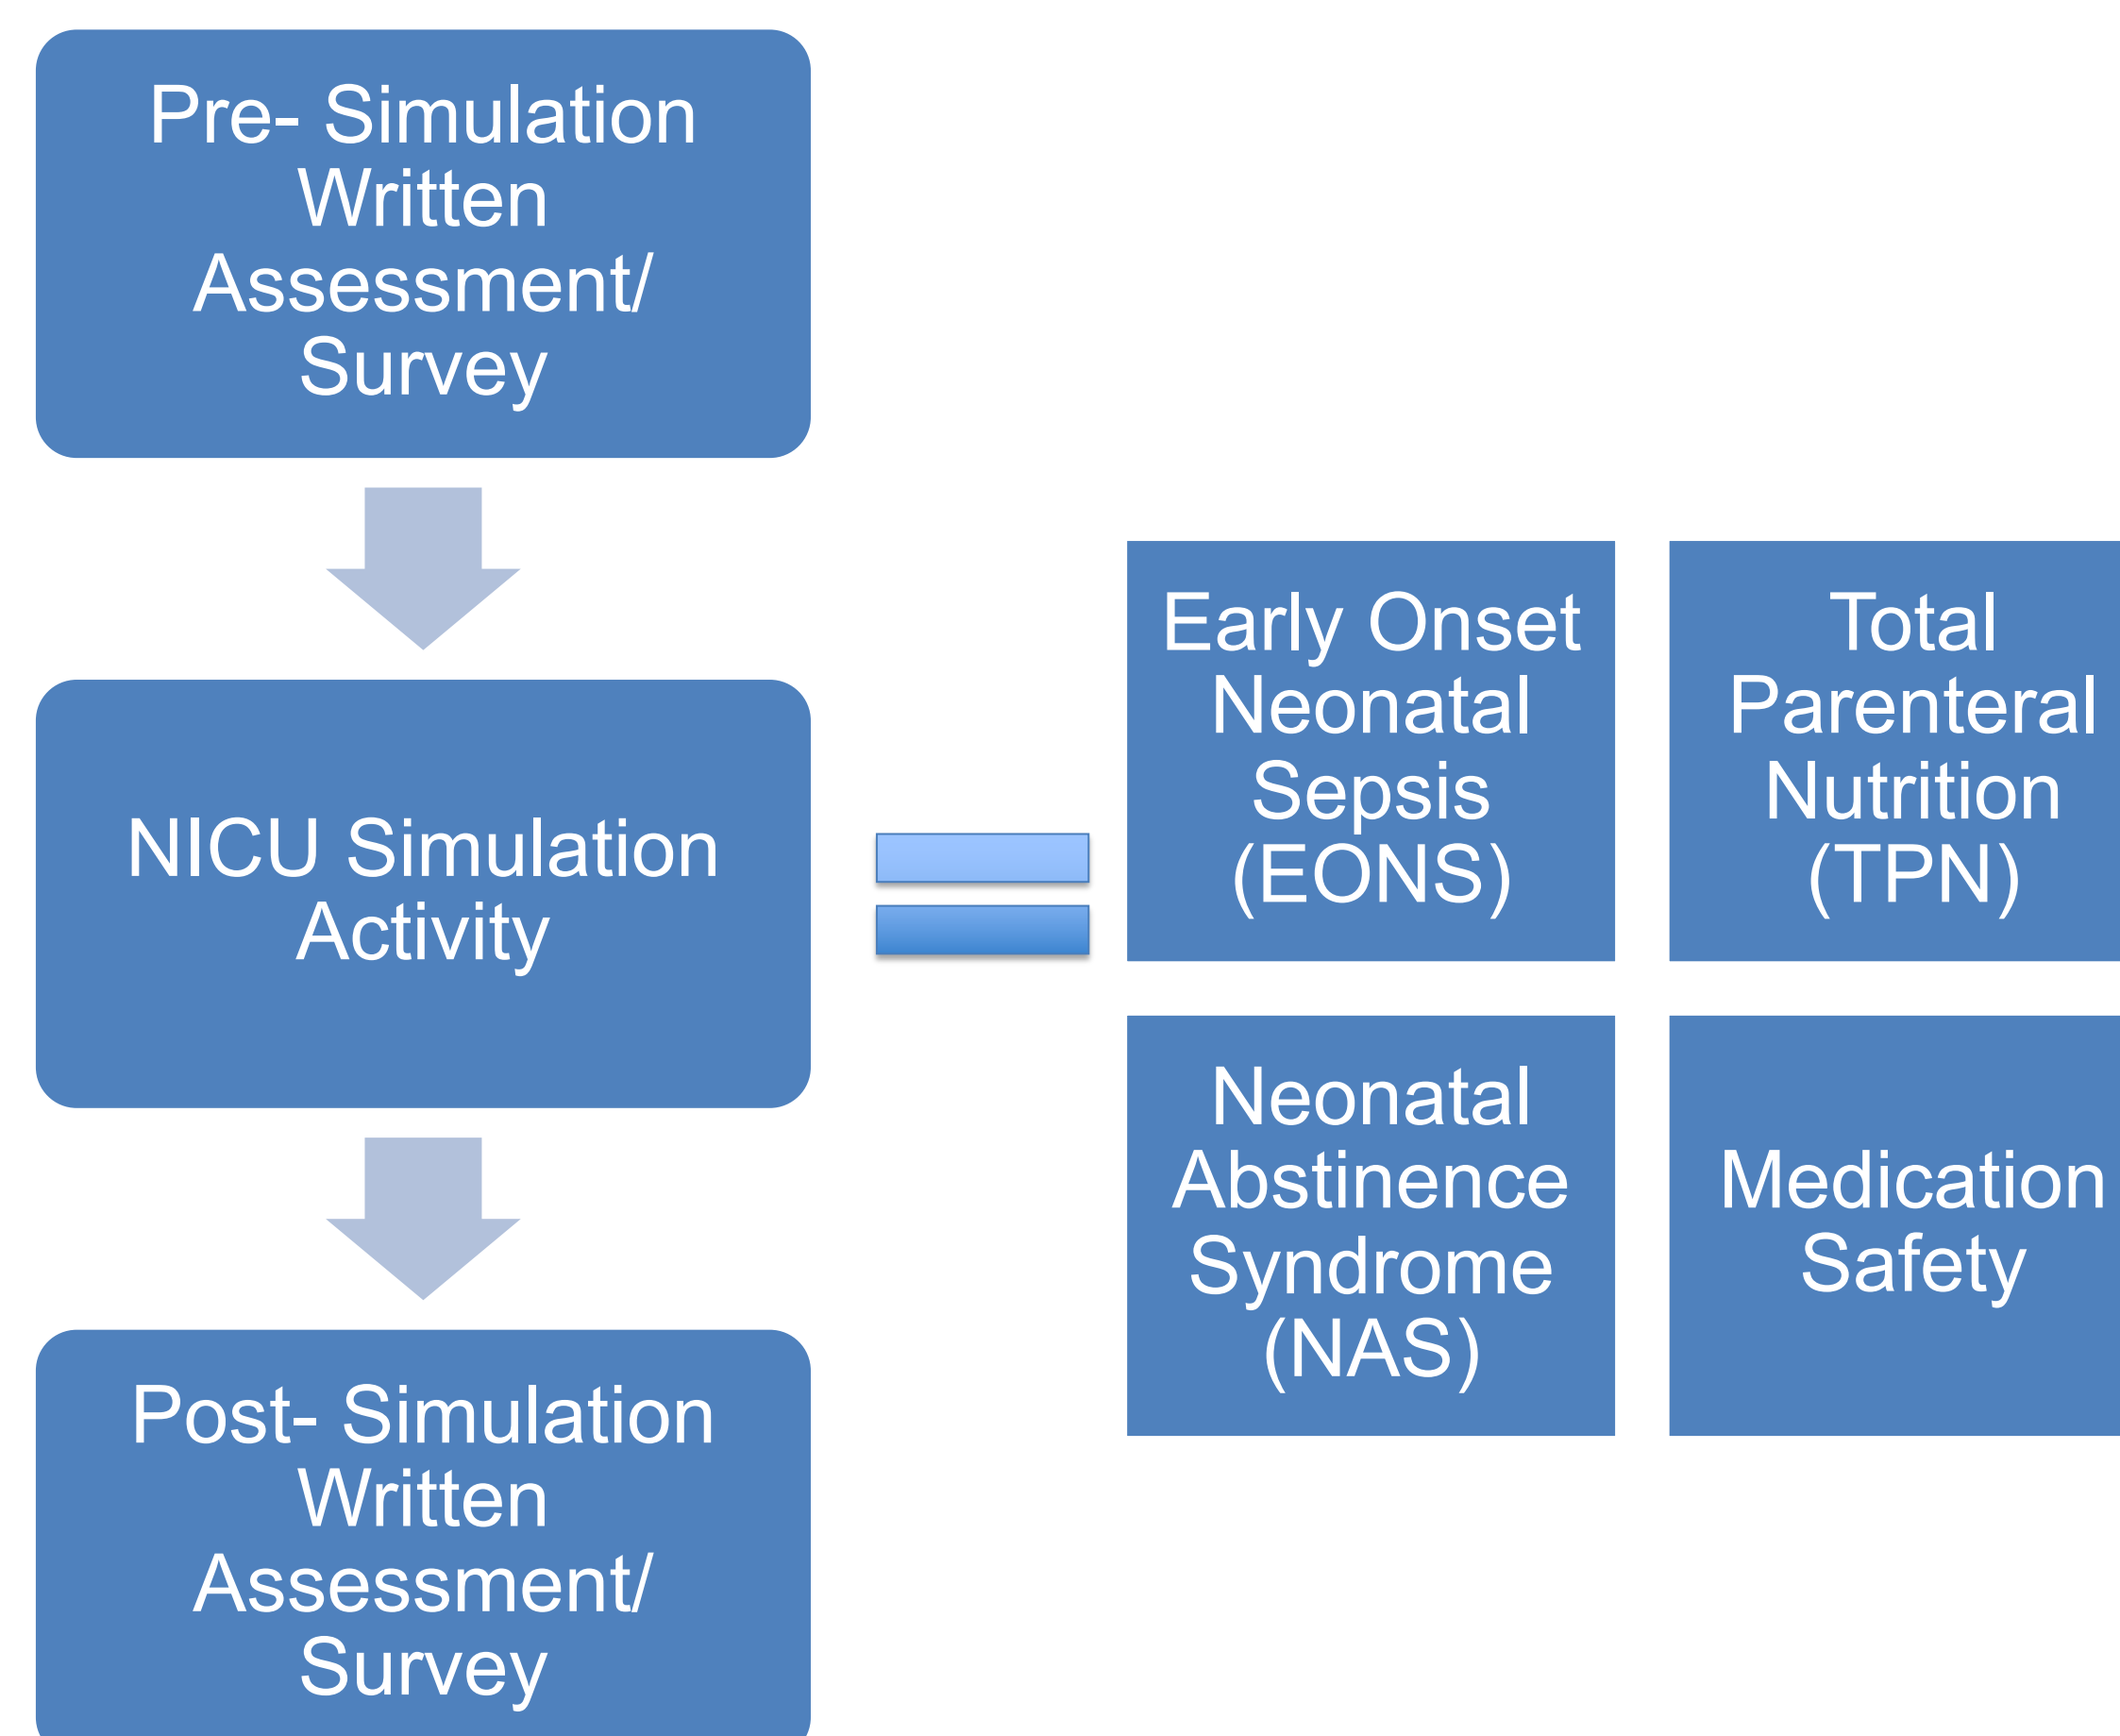 Pre- Simulation
Written
Assessment/
Survey
NICU Simulation
Activity
Post- Simulation
Written
Assessment/
Survey
Early Onset
Neonatal
Sepsis
(EONS)
Total
Parenteral
Nutrition
(TPN)
Neonatal
Abstinence
Syndrome
(NAS)
Medication
Safety